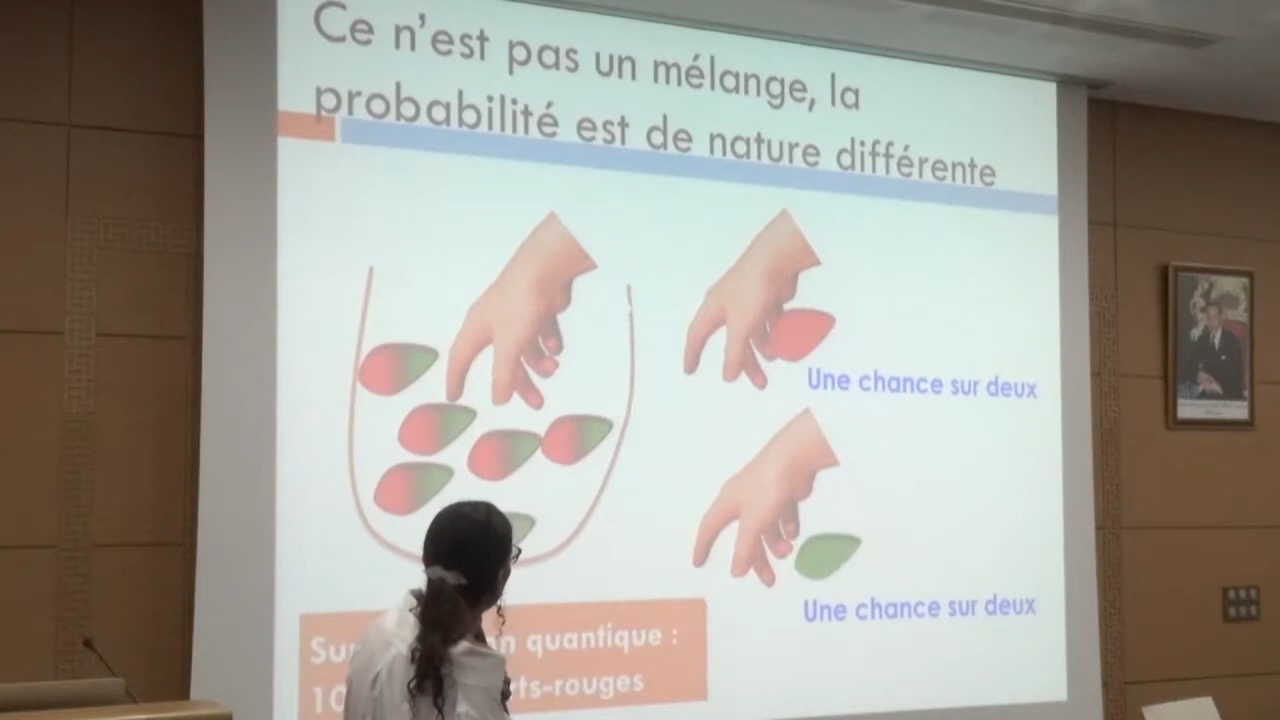 Ce n'est pas un mélange, la
probabilité est de nature différente
Une chance sur deux
Une chance sur deux
quantique :